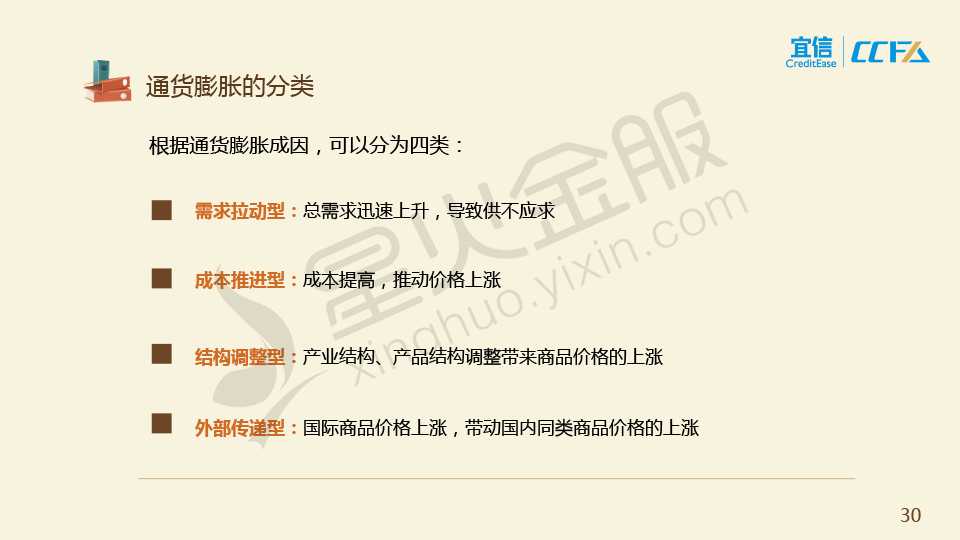 宜信
CreditEase
CCFA
通货膨胀的分类
根据通货膨胀成因，可以分为四类：
需求拉动型：总需求迅速上升，导致供不应求
成本推进型：成本提高，推动价格上涨
结构调整型：产业结构、产品结构调整带来商品价格的上涨
外部传递型：国际商品价格上涨，带动国内同类商品价格的上涨
星火金服
xinghuo.yixin.com
30